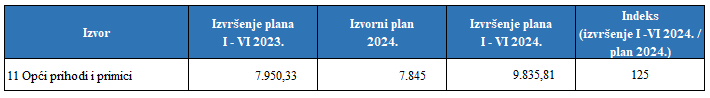 Izvor
Izvršenje plana
I - VI 2023.
Izvorni plan
2024.
Izvršenje plana
I - VI 2024.
Indeks
(izvršenje I -VI 2024. /
plan 2024.)
11 Opći prihodi i primici 7.950,33 7.845 9.835,81 125